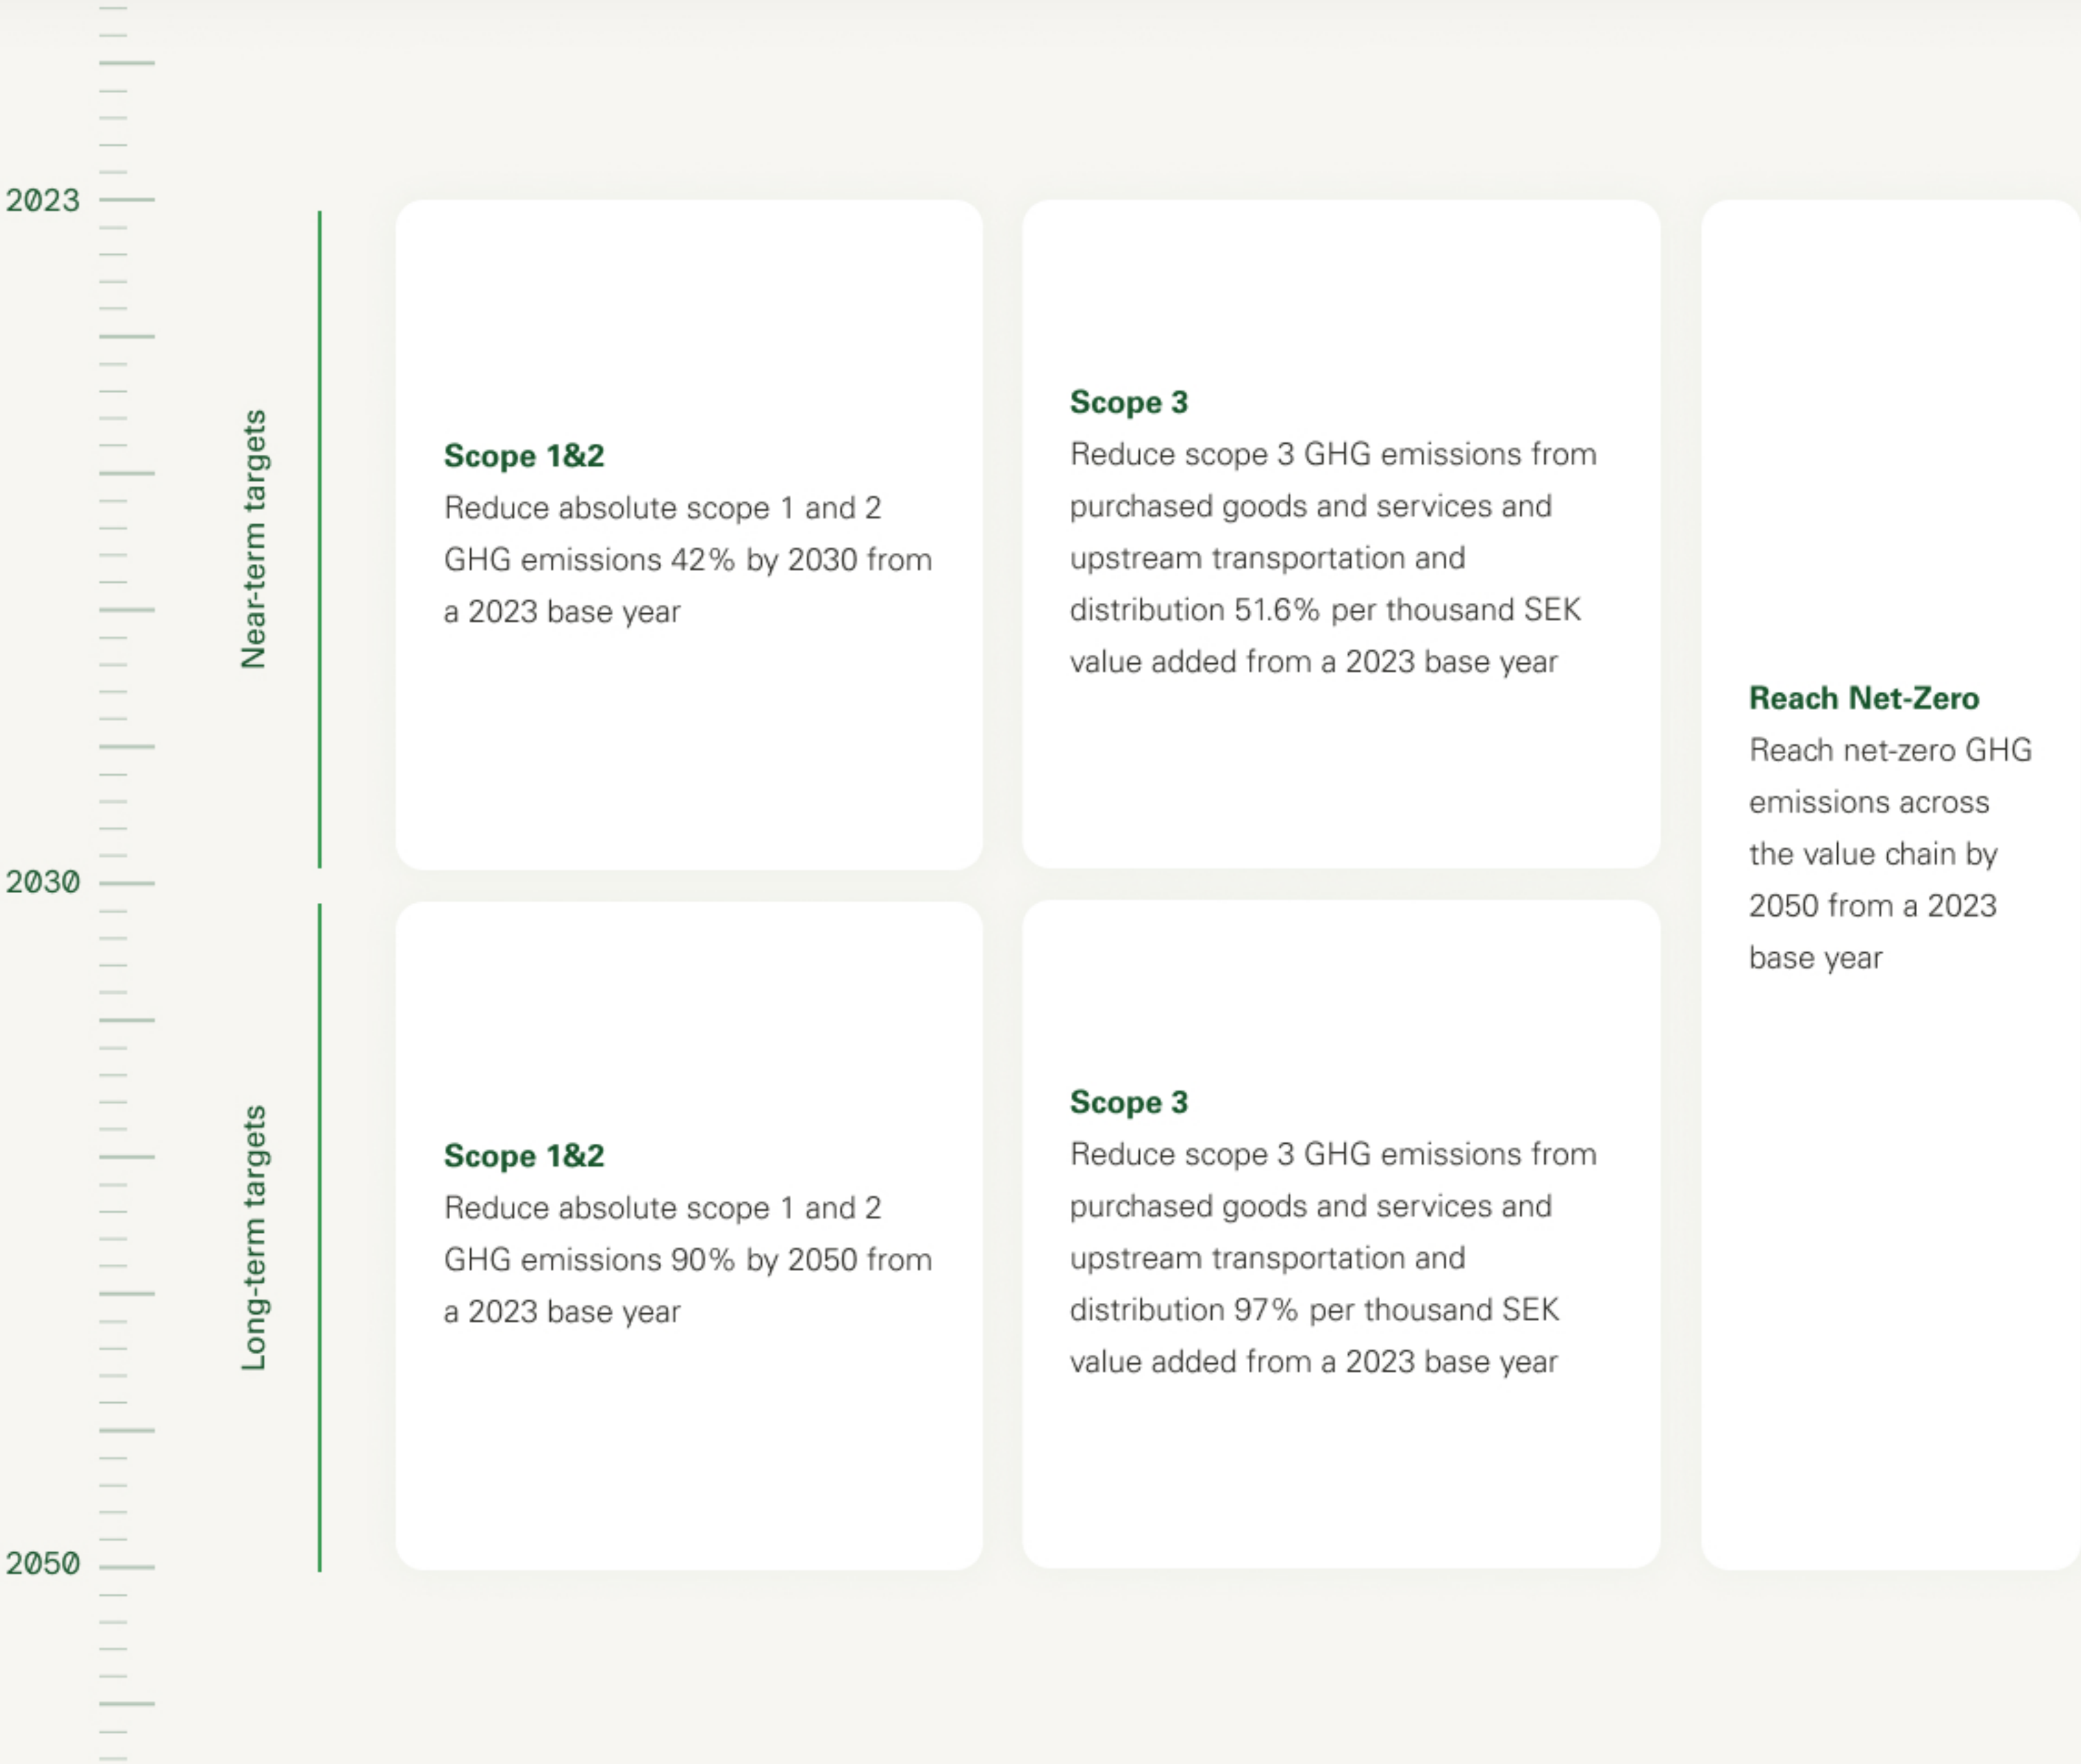 2023
Near-term targets
Scope 1&2
Reduce absolute scope 1 and 2
GHG emissions 42% by 2030 from
a 2023 base year
Scope 3
Reduce scope 3 GHG emissions from
purchased goods and services and
upstream transportation and
distribution 51.6% per thousand SEK
value added from a 2023 base year
Reach Net-Zero
Reach net-zero GHG
emissions across
the value chain by
2050 from a 2023
base year
2030
Long-term targets
Scope 1&2
Reduce absolute scope 1 and 2
GHG emissions 90% by 2050 from
a 2023 base year
Scope 3
Reduce scope 3 GHG emissions from
purchased goods and services and
upstream transportation and
distribution 97% per thousand SEK
value added from a 2023 base year
2050